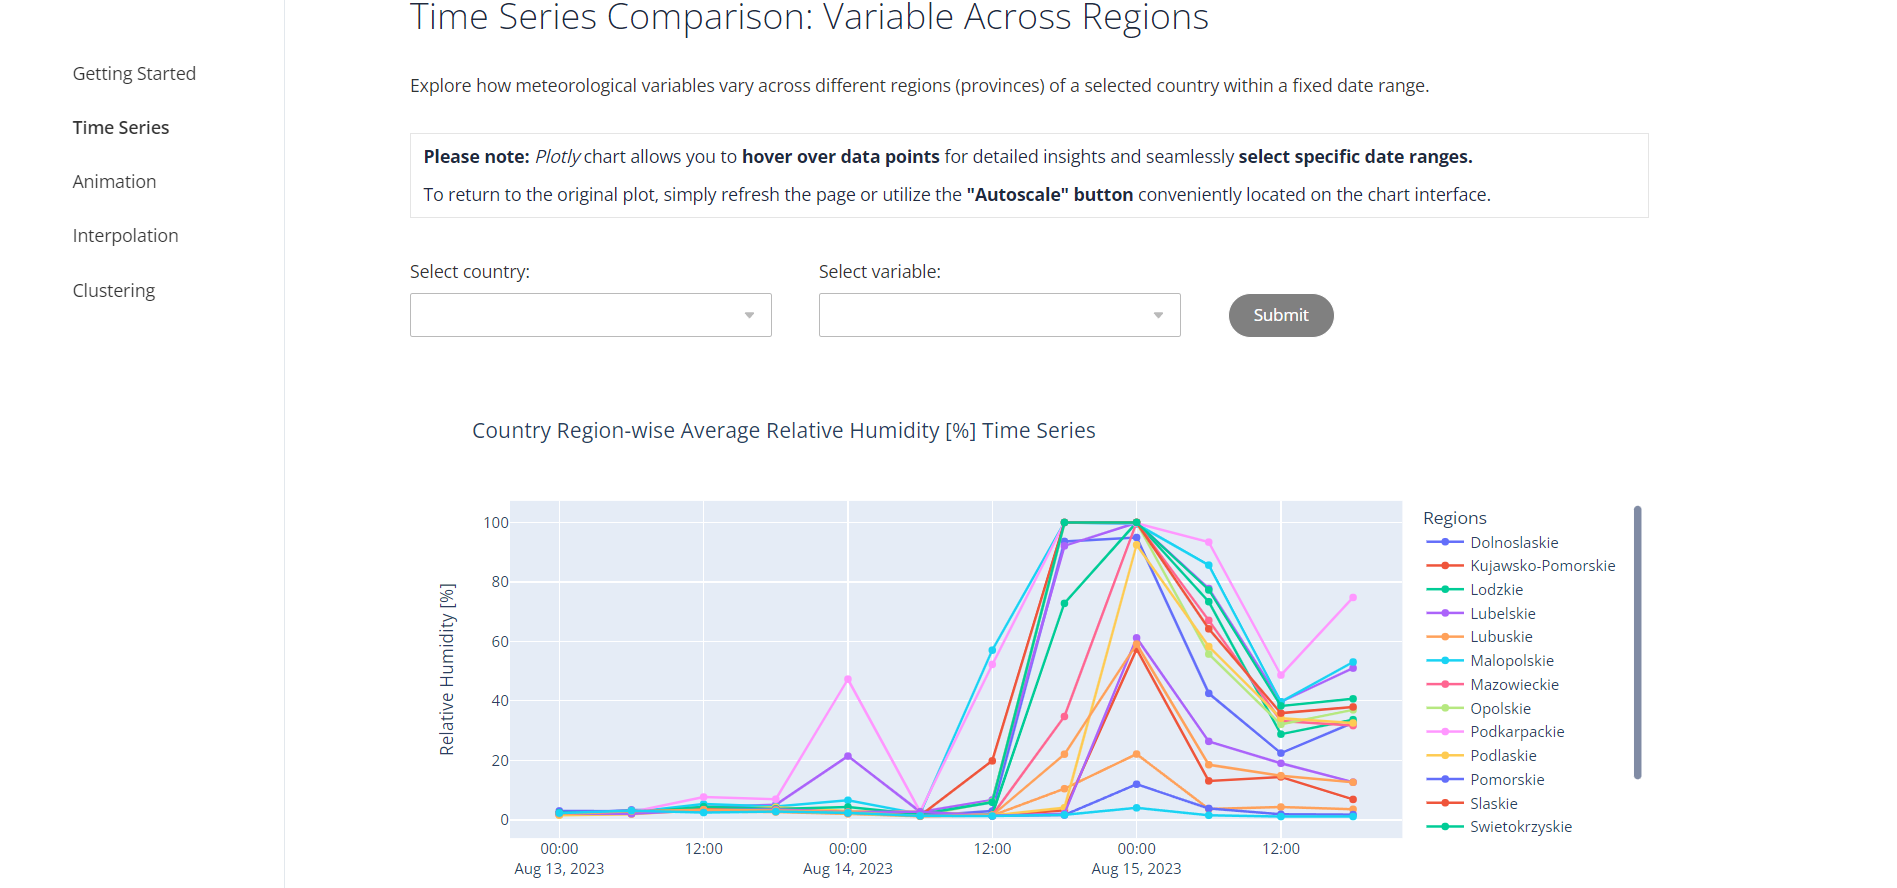 Time Series Comparison: Variable Across Regions
Getting Started
Time Series
Animation
Interpolation
Clustering
Explore how meteorological variables vary across different regions (provinces) of a selected country within a fixed date range.
Please note: Plotly chart allows you to hover over data points for detailed insights and seamlessly select specific date ranges.
To return to the original plot, simply refresh the page or utilize the "Autoscale" button conveniently located on the chart interface.
Select country:
Select variable:
Submit
Country Region-wise Average Relative Humidity [%] Time Series
Relative Humidity [%]
100
80
60
40
20
0
00:00
Aug 13, 2023
12:00
00:00
Aug 14, 2023
12:00
00:00
Aug 15, 2023
12:00
Regions
Dolnoslaskie
Kujawsko-Pomorskie
Lodzkie
Lubelskie
Lubuskie
Malopolskie
Mazowieckie
Opolskie
Podkarpackie
Podlaskie
Pomorskie
Slaskie
Swietokrzyskie